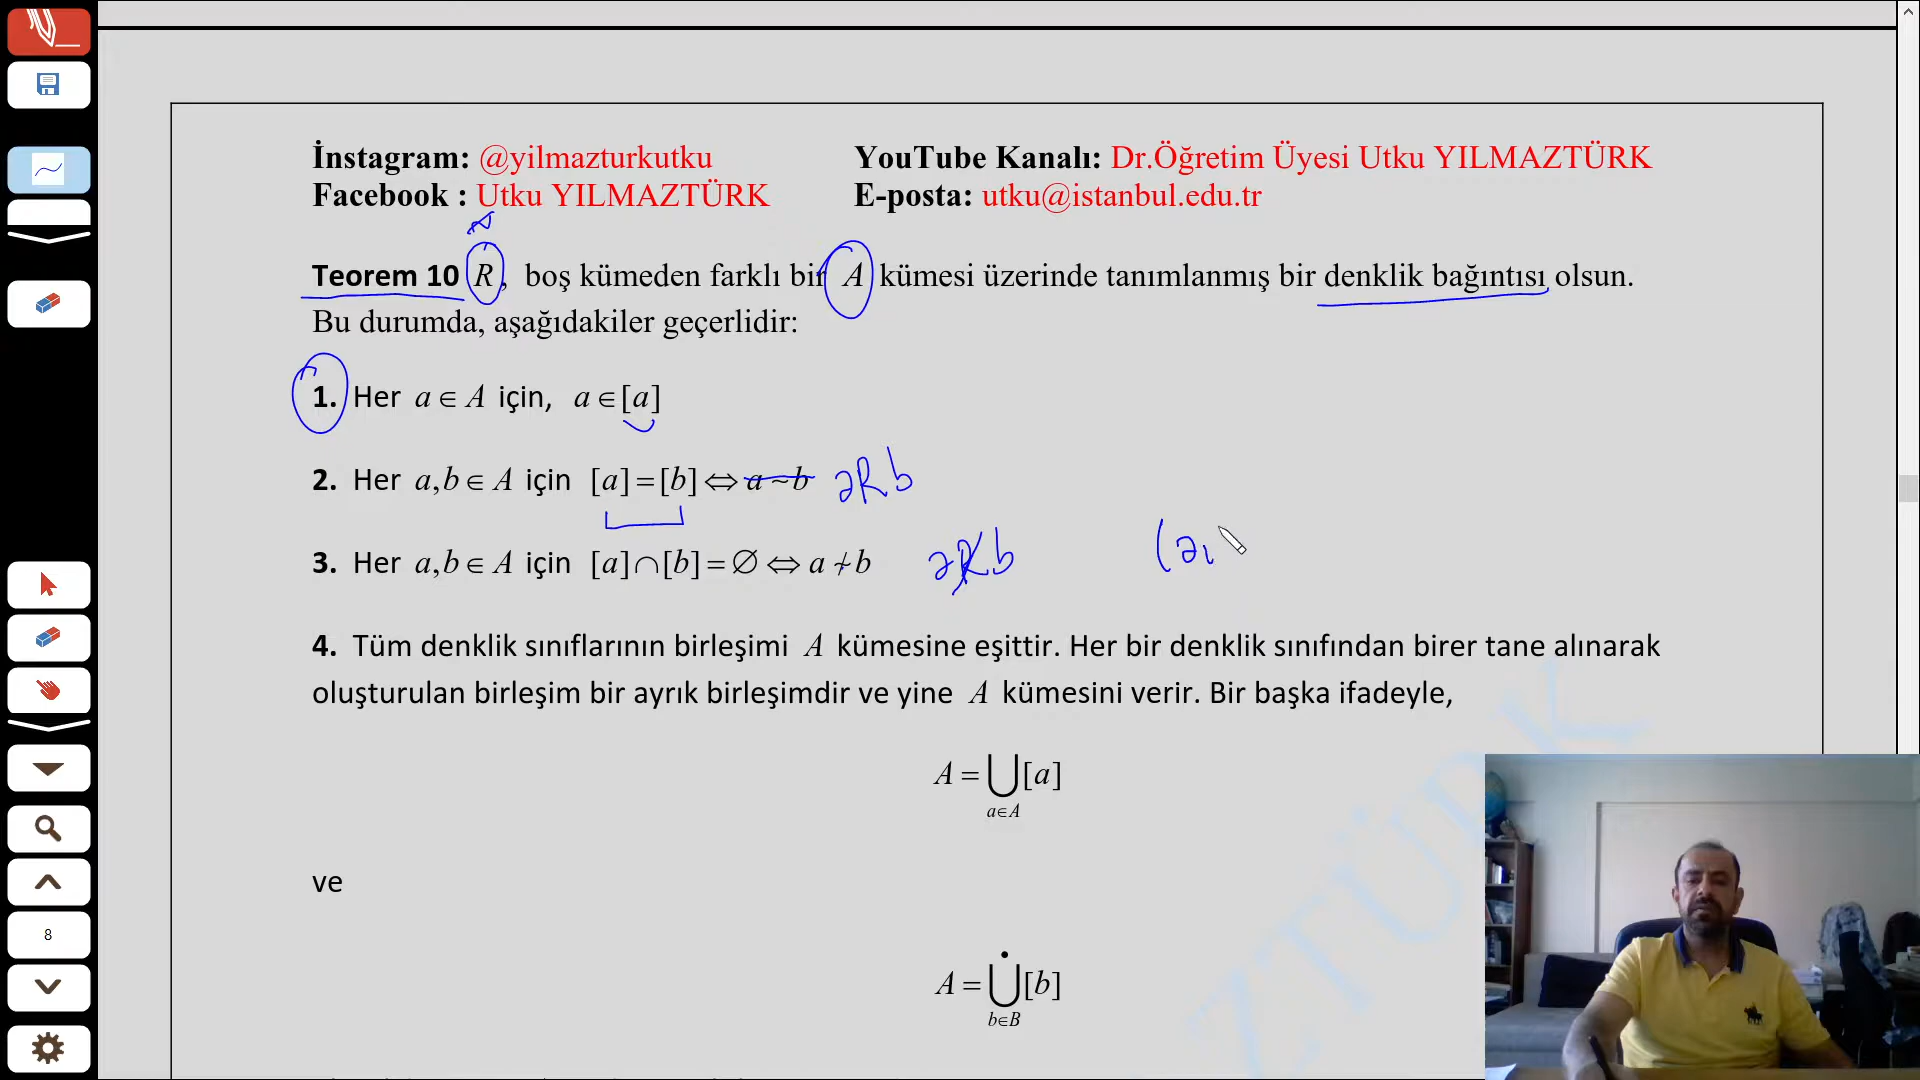 İnstagram: @yilmazturkutku YouTube Kanalı: Dr.Öğretim Üyesi Utku YILMAZTÜRK
Facebook : Utku YILMAZTÜRK E-posta: utku@istanbul.edu.tr
Teorem 10 R, boş kümeden farklı bir A kümesi üzerinde tanımlanmış bir denklik bağıntısı olsun.
Bu durumda, aşağıdakiler geçerlidir:
1. Her a ∈ A için, a ∈ [a]
2. Her a,b ∈ A için [a] = [b] ⇔ a ~ b aRb
3. Her a,b ∈ A için [a] ∩ [b] = ∅ ⇔ a ≁ b a R̸ b (a,
4. Tüm denklik sınıflarının birleşimi A kümesine eşittir. Her bir denklik sınıfından birer tane alınarak
oluşturulan birleşim bir ayrık birleşimdir ve yine A kümesini verir. Bir başka ifadeyle,
A = ⋃[a]
a∈A
ve
A = ⋃̇[b]
b∈B
ZTÜRK
8